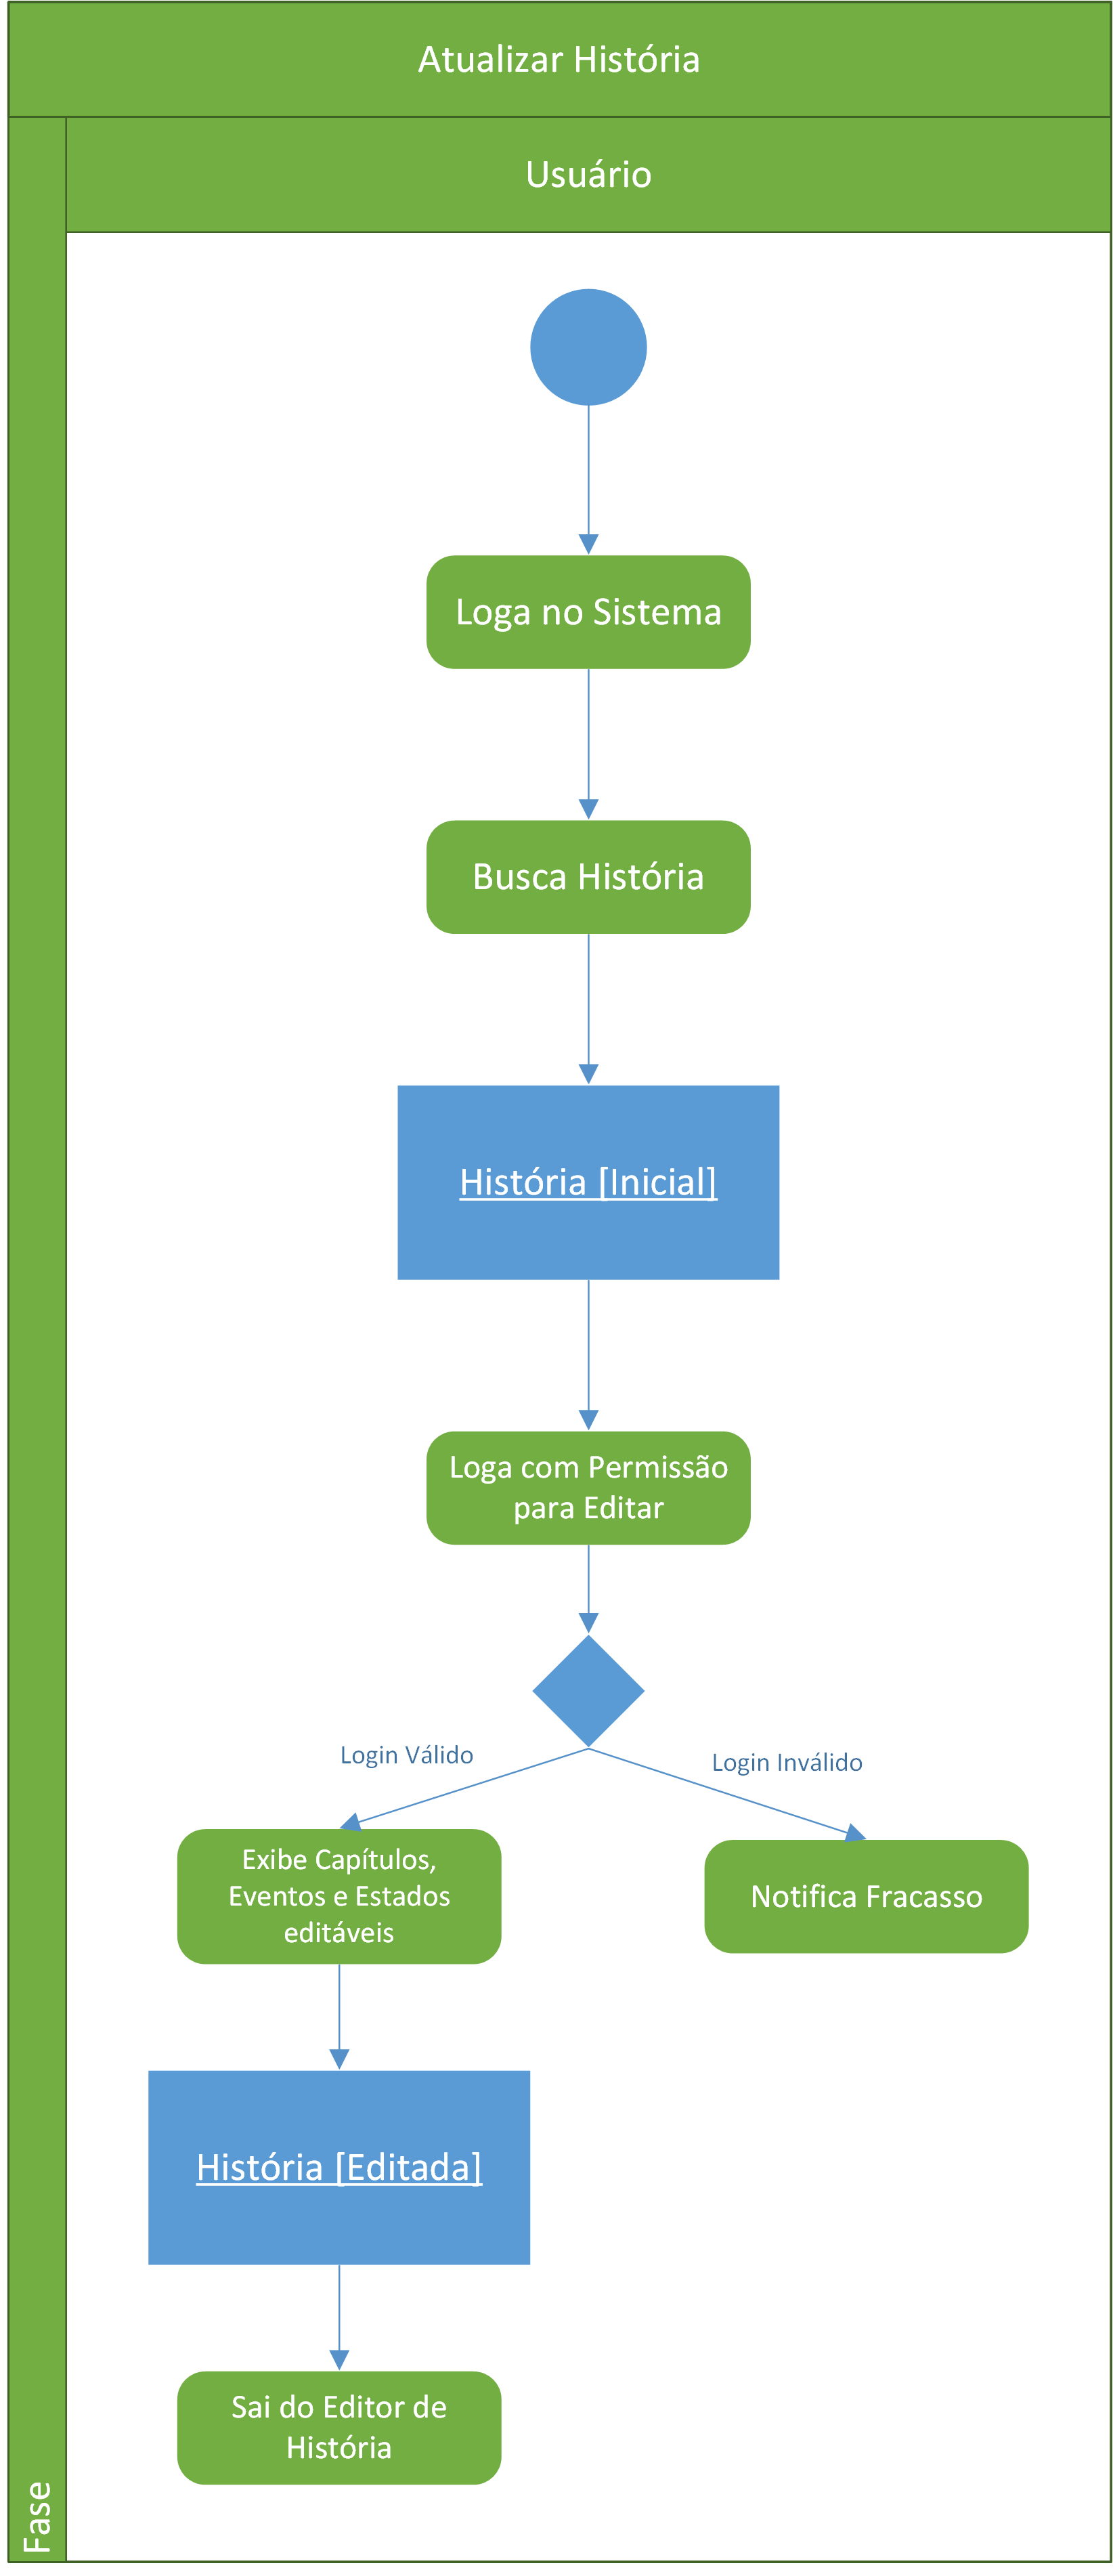 Atualizar História
Usuário
Loga no Sistema
Busca História
História [Inicial]
Loga com Permissão
para Editar
Login Válido
Login Inválido
Exibe Capítulos,
Eventos e Estados
editáveis
Notifica Fracasso
História [Editada]
Sai do Editor de
História
Fase